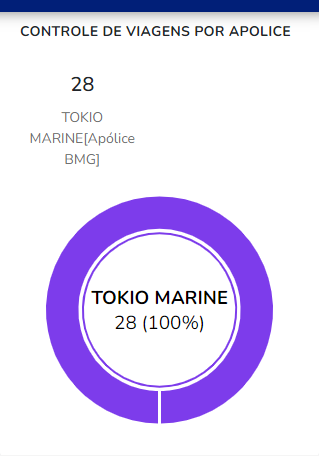 CONTROLE DE VIAGENS POR APOLICE
28
TOKIO
MARINE[Apólice
BMG]
TOKIO MARINE
28 (100%)